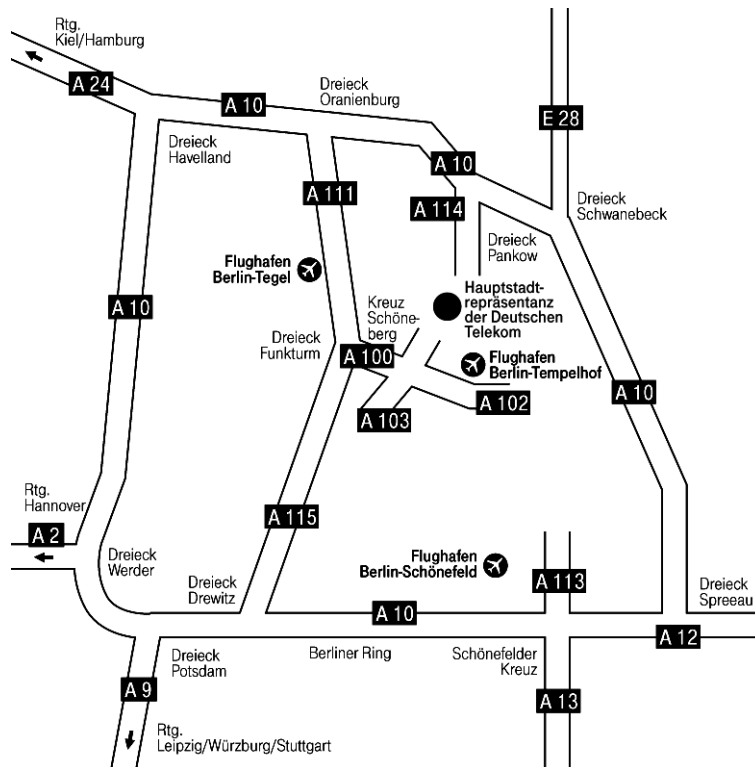 Rtg.
Kiel/Hamburg
A 24
A 10
Dreieck
Oranienburg
E 28
Dreieck
Havelland
A 10
A 111
A 114
Dreieck
Schwanebeck
Dreieck
Pankow
Flughafen
Berlin-Tegel
Hauptstadt-
repräsentanz
der Deutschen
Telekom
A 10
Kreuz
Schöne-
berg
Dreieck
Funkturm
A 100
Flughafen
Berlin-Tempelhof
A 10
A 102
A 103
Rtg.
Hannover
A 2
A 115
Dreieck
Werder
Flughafen
Berlin-Schönefeld
A 113
Dreieck
Drewitz
Dreieck
Spreeau
A 10
A 12
Dreieck
Potsdam
Berliner Ring
Schönefelder
Kreuz
A 9
A 13
Rtg.
Leipzig/Würzburg/Stuttgart